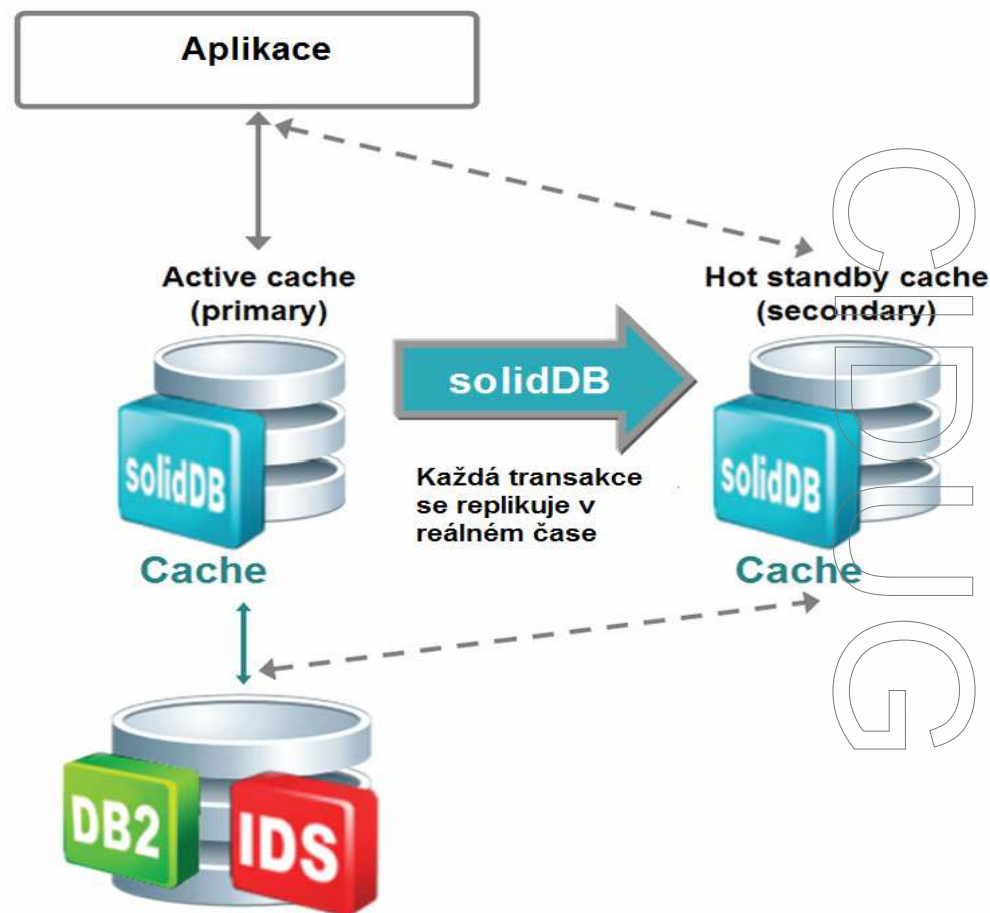 Aplikace
Active cache
(primary)
Hot standby cache
(secondary)
solidDB
solidDB
solidDB
Každá transakce
se replikuje v
reálném čase
Cache
Cache
DB2
IDS
CIDUG